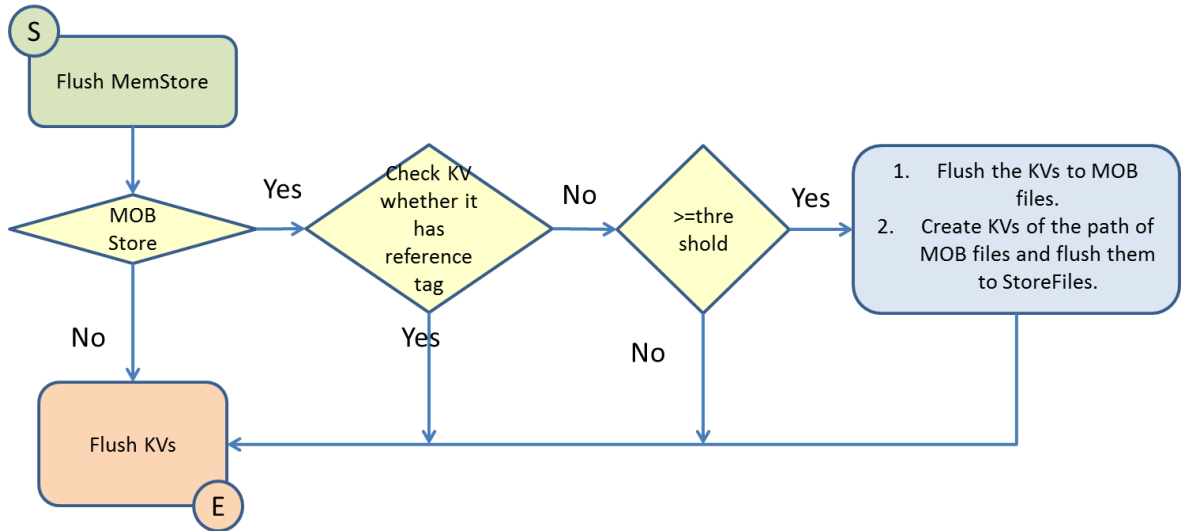 S
Flush MemStore
MOB
Store
Yes
Check KV
whether it
has
reference
tag
No
>=thre
shold
Yes
1. Flush the KVs to MOB
files.
2. Create KVs of the path of
MOB files and flush them
to StoreFiles.
No
Yes
No
Flush KVs
E